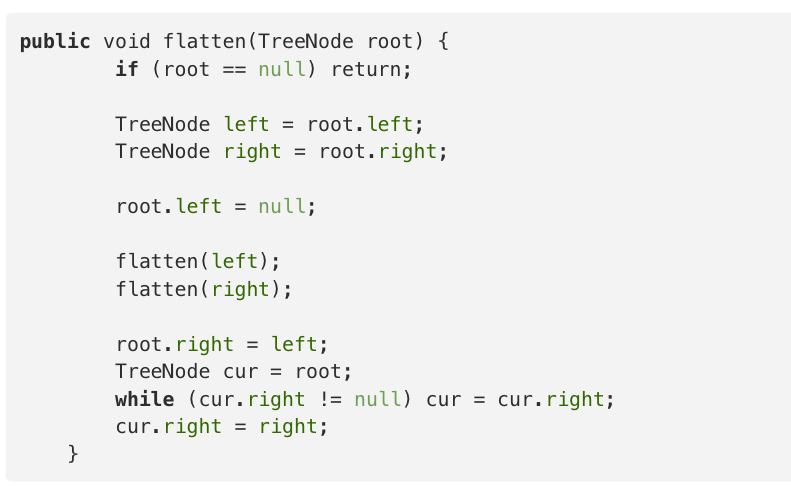 public void flatten(TreeNode root) {
        if (root == null) return;

        TreeNode left = root.left;
        TreeNode right = root.right;

        root.left = null;

        flatten(left);
        flatten(right);

        root.right = left;
        TreeNode cur = root;
        while (cur.right != null) cur = cur.right;
        cur.right = right;
    }